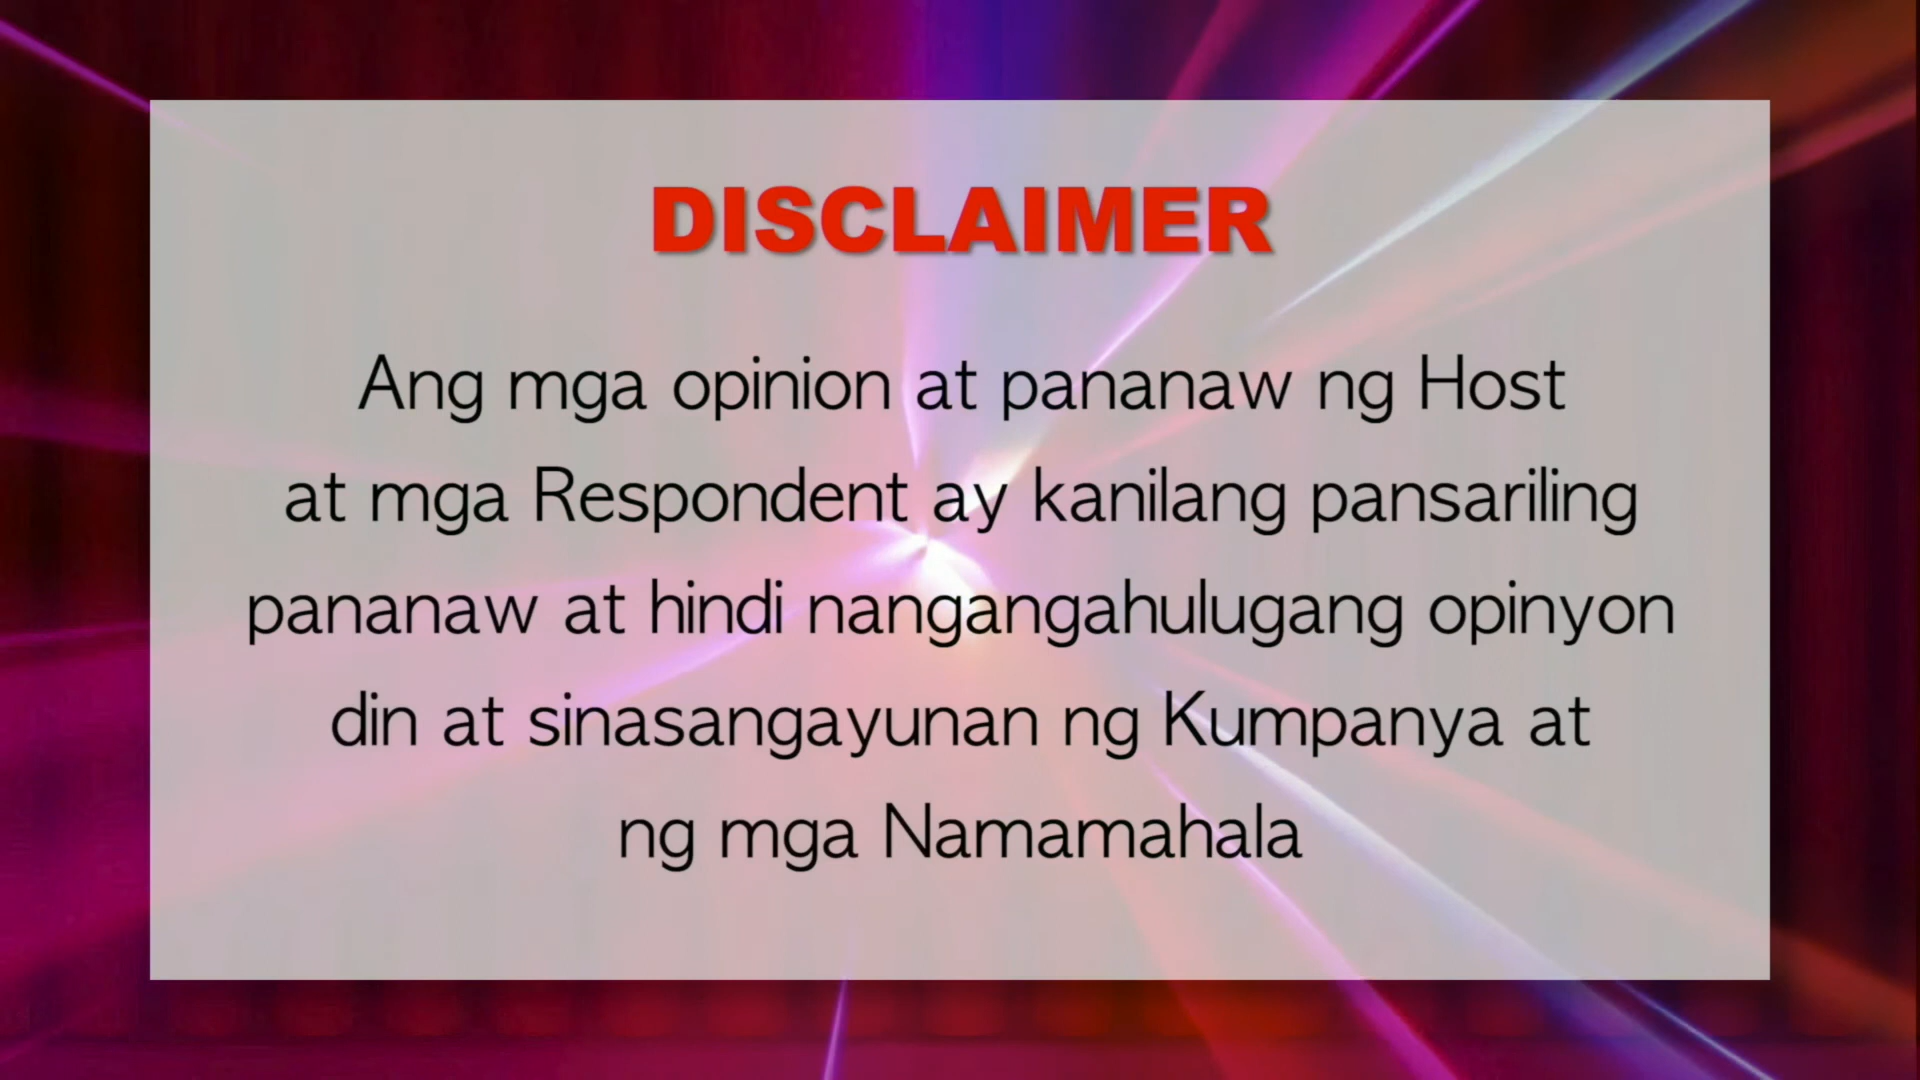 DISCLAIMER
Ang mga opinion at pananaw ng Host
at mga Respondent ay kanilang pansariling
pananaw at hindi nangangahulugang opinyon
din at sinasangayunan ng Kumpanya at
ng mga Namamahala